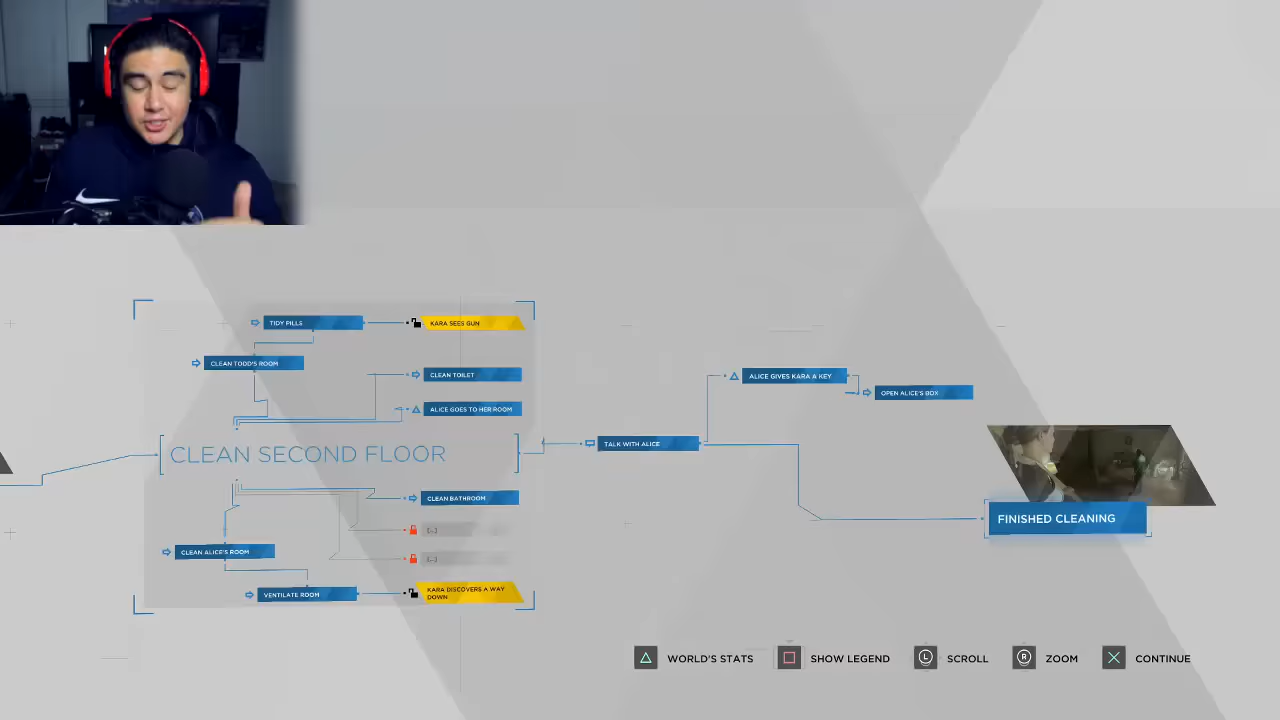 TIDY PILLS
KARA SEES GUN
CLEAN TODD'S ROOM
CLEAN TOILET
ALICE GIVES KARA A KEY
OPEN ALICE'S BOX
ALICE GOES TO HER ROOM
TALK WITH ALICE
CLEAN SECOND FLOOR
CLEAN BATHROOM
FINISHED CLEANING
[...]
CLEAN ALICE'S ROOM
[...]
VENTILATE ROOM
KARA DISCOVERS A WAY
DOWN
WORLD'S STATS
SHOW LEGEND
L
SCROLL
R
ZOOM
CONTINUE